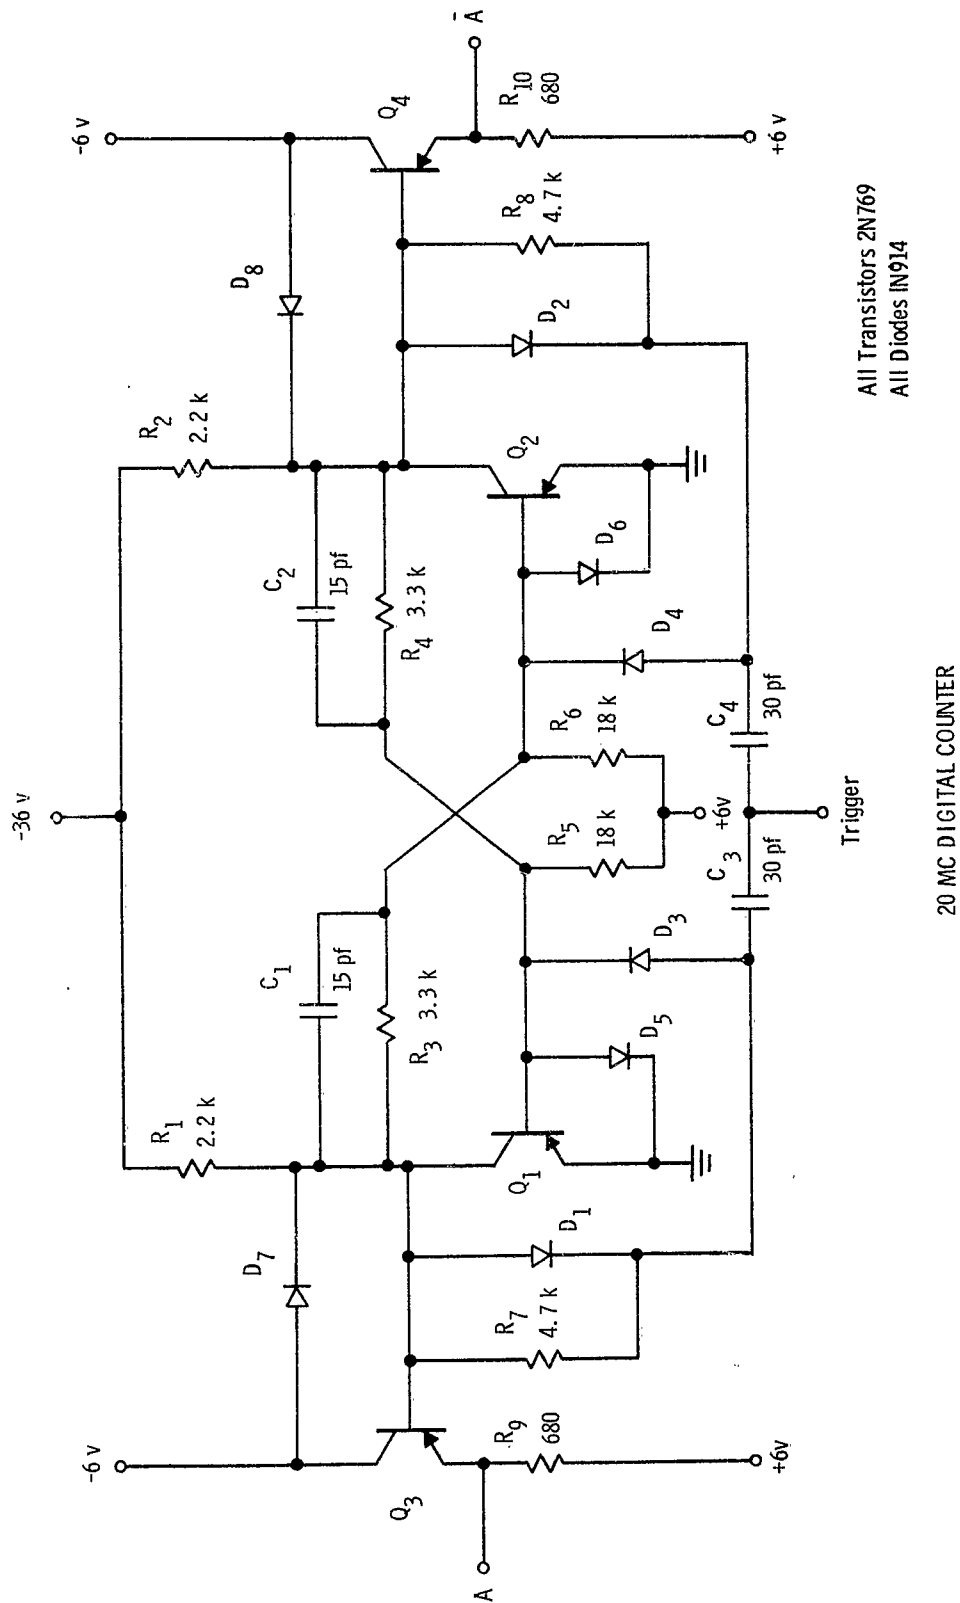 -36 v
-6 v
-6 v
R1
2.2 k
R2
2.2 k
D7
D8
C1
15 pf
C2
15 pf
R3
3.3 k
R4
3.3 k
Q3
Q4
A
Ā
R9
680
R7
4.7 k
D1
Q1
D5
D3
R5
18 k
R6
18 k
D4
D6
Q2
D2
R8
4.7 k
R10
680
+6v
+6v
+6 v
C3
30 pf
C4
30 pf
Trigger
All Transistors 2N769
All Diodes IN914
20 MC DIGITAL COUNTER